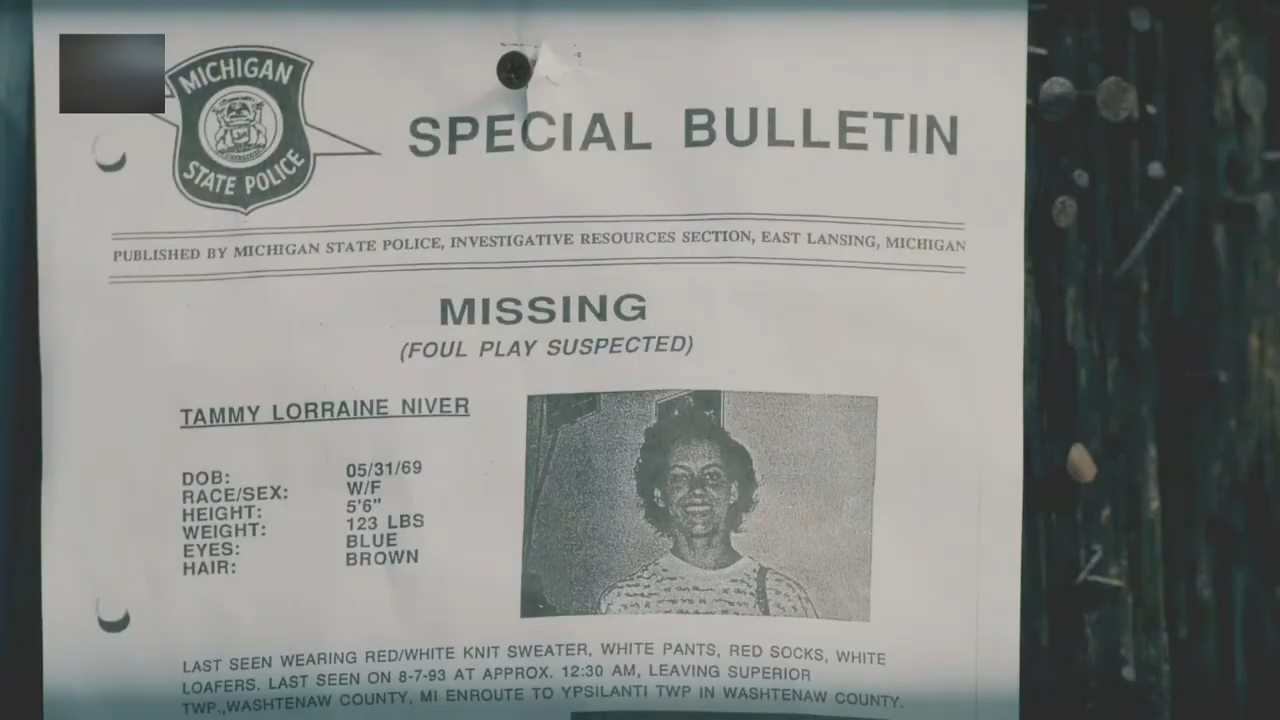 MICHIGAN
STATE POLICE
SPECIAL BULLETIN
PUBLISHED BY MICHIGAN STATE POLICE, INVESTIGATIVE RESOURCES SECTION, EAST LANSING, MICHIGAN
MISSING
(FOUL PLAY SUSPECTED)
TAMMY LORRAINE NIVER
DOB: 05/31/69
RACE/SEX: W/F
HEIGHT: 5'6"
WEIGHT: 123 LBS
EYES: BLUE
HAIR: BROWN
LAST SEEN WEARING RED/WHITE KNIT SWEATER, WHITE PANTS, RED SOCKS, WHITE
LOAFERS. LAST SEEN ON 8-7-93 AT APPROX. 12:30 AM, LEAVING SUPERIOR
TWP.,WASHTENAW COUNTY, MI ENROUTE TO YPSILANTI TWP IN WASHTENAW COUNTY.